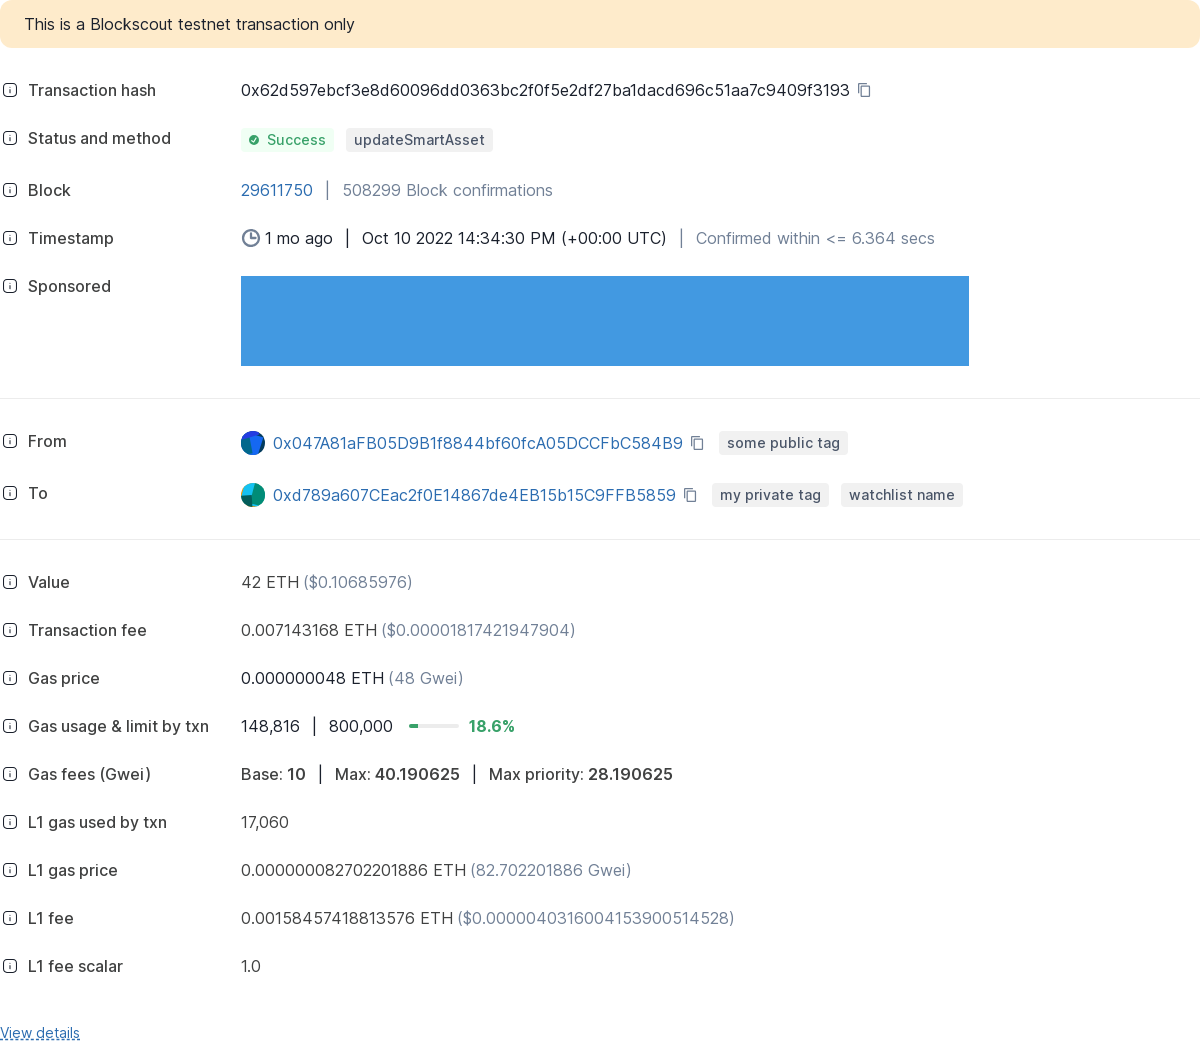 This is a Blockscout testnet transaction only
Transaction hash 0x62d597ebcf3e8d60096dd0363bc2f0f5e2df27ba1dacd696c51aa7c9409f3193
Status and method Success updateSmartAsset
Block 29611750 | 508299 Block confirmations
Timestamp 1 mo ago | Oct 10 2022 14:34:30 PM (+00:00 UTC) | Confirmed within <= 6.364 secs
Sponsored
From 0x047A81aFB05D9B1f8844bf60fcA05DCCFbC584B9 some public tag
To 0xd789a607CEac2f0E14867de4EB15b15C9FFB5859 my private tag watchlist name
Value 42 ETH ($0.10685976)
Transaction fee 0.007143168 ETH ($0.00001817421947904)
Gas price 0.000000048 ETH (48 Gwei)
Gas usage & limit by txn 148,816 | 800,000 18.6%
Gas fees (Gwei) Base: 10 | Max: 40.190625 | Max priority: 28.190625
L1 gas used by txn 17,060
L1 gas price 0.000000082702201886 ETH (82.702201886 Gwei)
L1 fee 0.00158457418813576 ETH ($0.0000040316004153900514528)
L1 fee scalar 1.0
View details